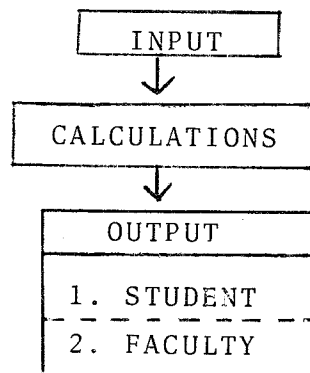 INPUT
CALCULATIONS
OUTPUT
1. STUDENT
2. FACULTY